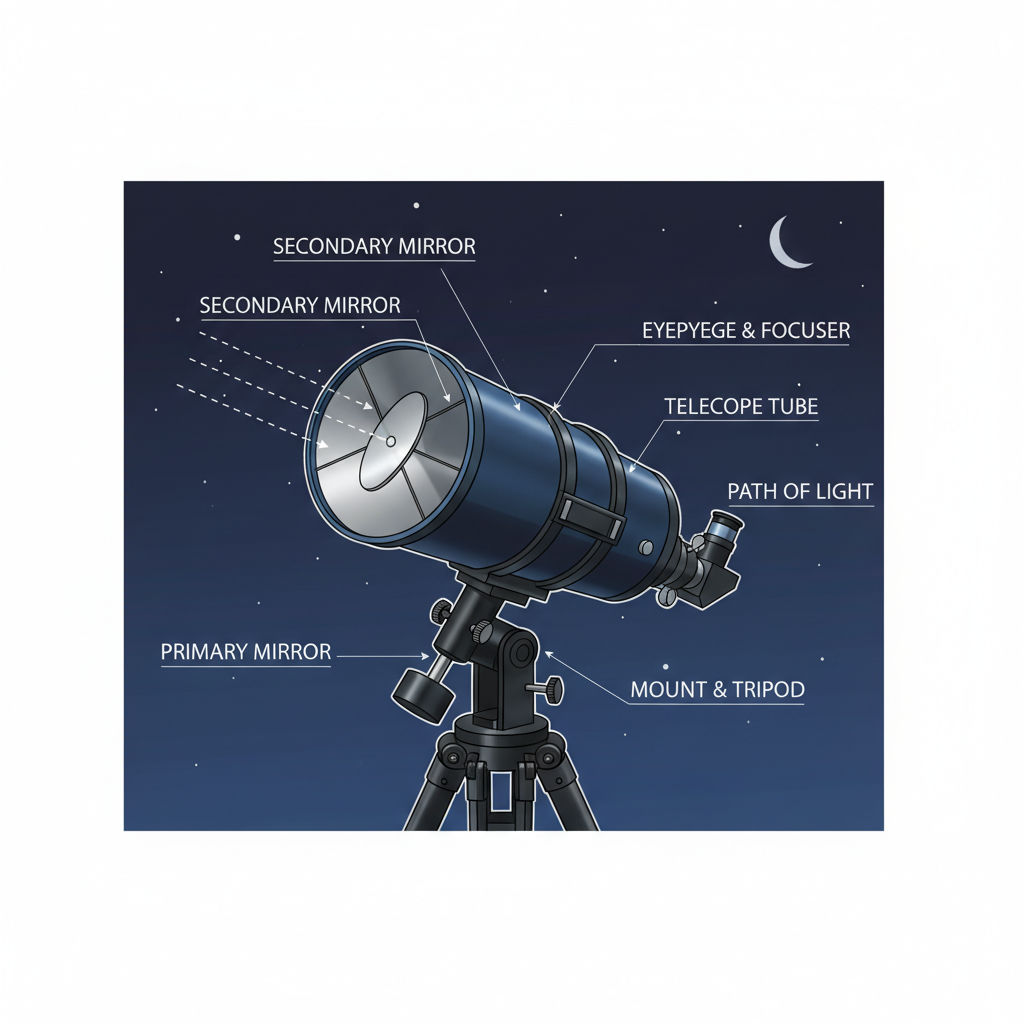 SECONDARY MIRROR
SECONDARY MIRROR
EYEPYEGE & FOCUSER
TELECOPE TUBE
PATH OF LIGHT
PRIMARY MIRROR
MOUNT & TRIPOD